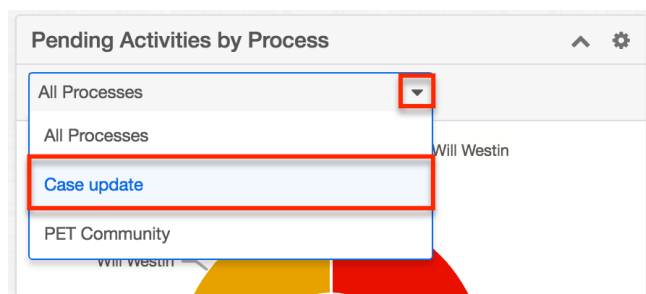 Pending Activities by Process
All Processes
All Processes
Will Westin
Case update
PET Community
Will Westin